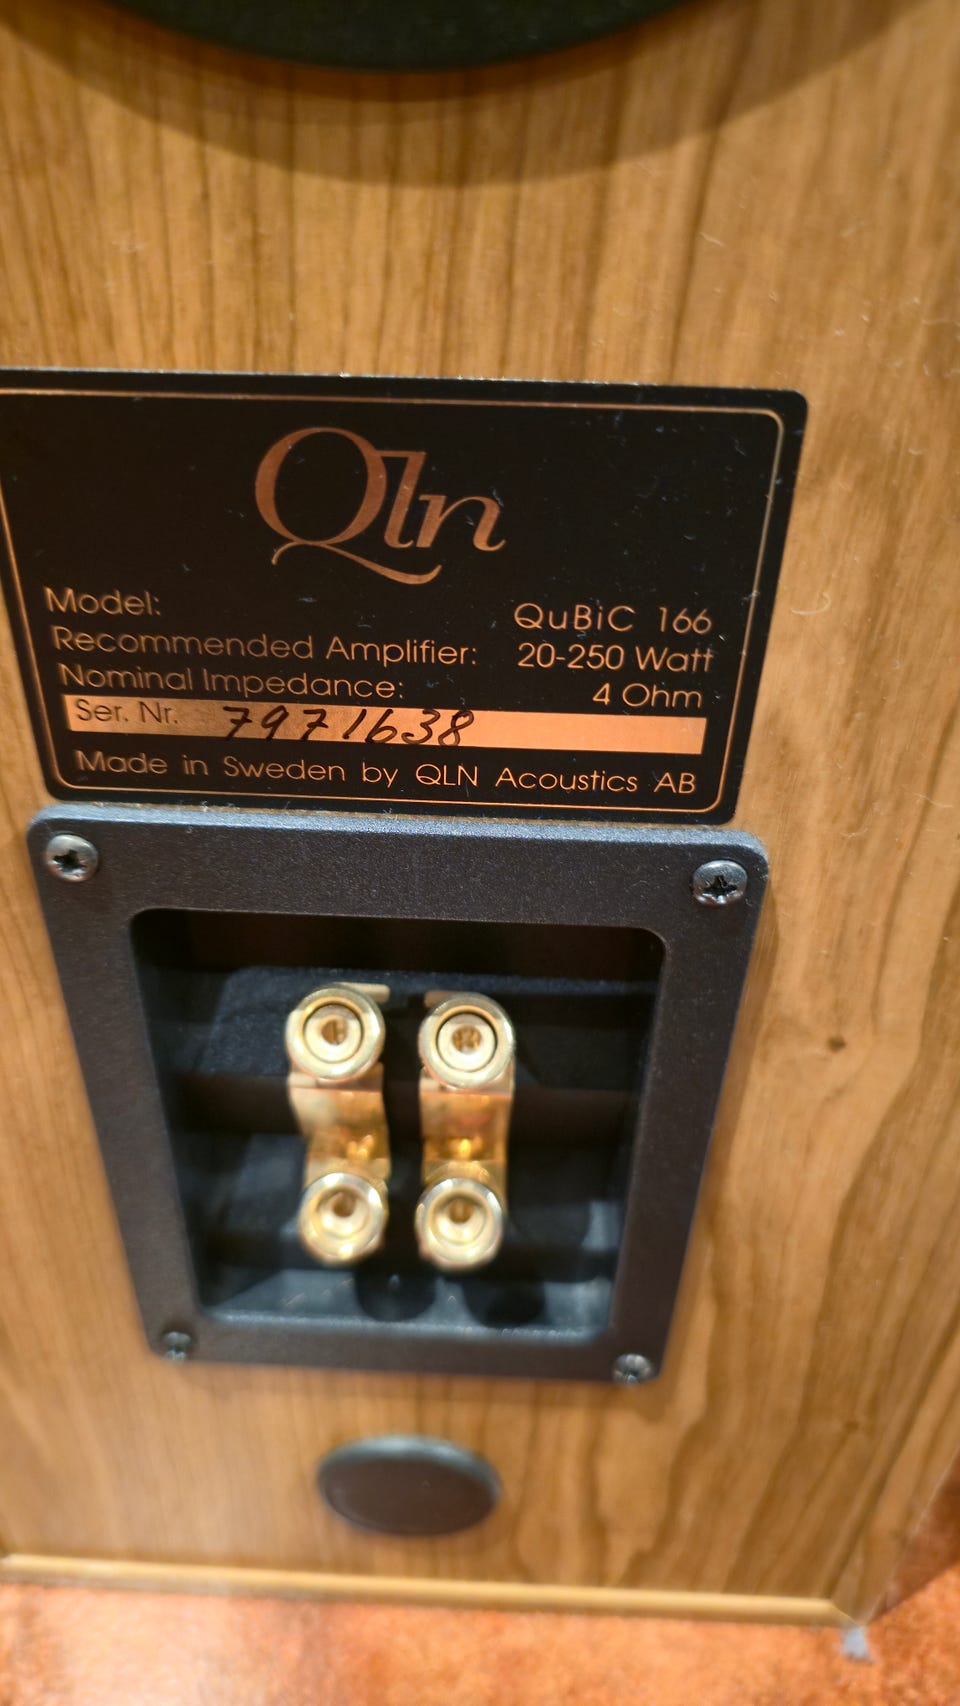 Qln
Model: QuBiC 166
Recommended Amplifier: 20-250 Watt
Nominal Impedance: 4 Ohm
Ser. Nr. 7971638
Made in Sweden by QLN Acoustics AB